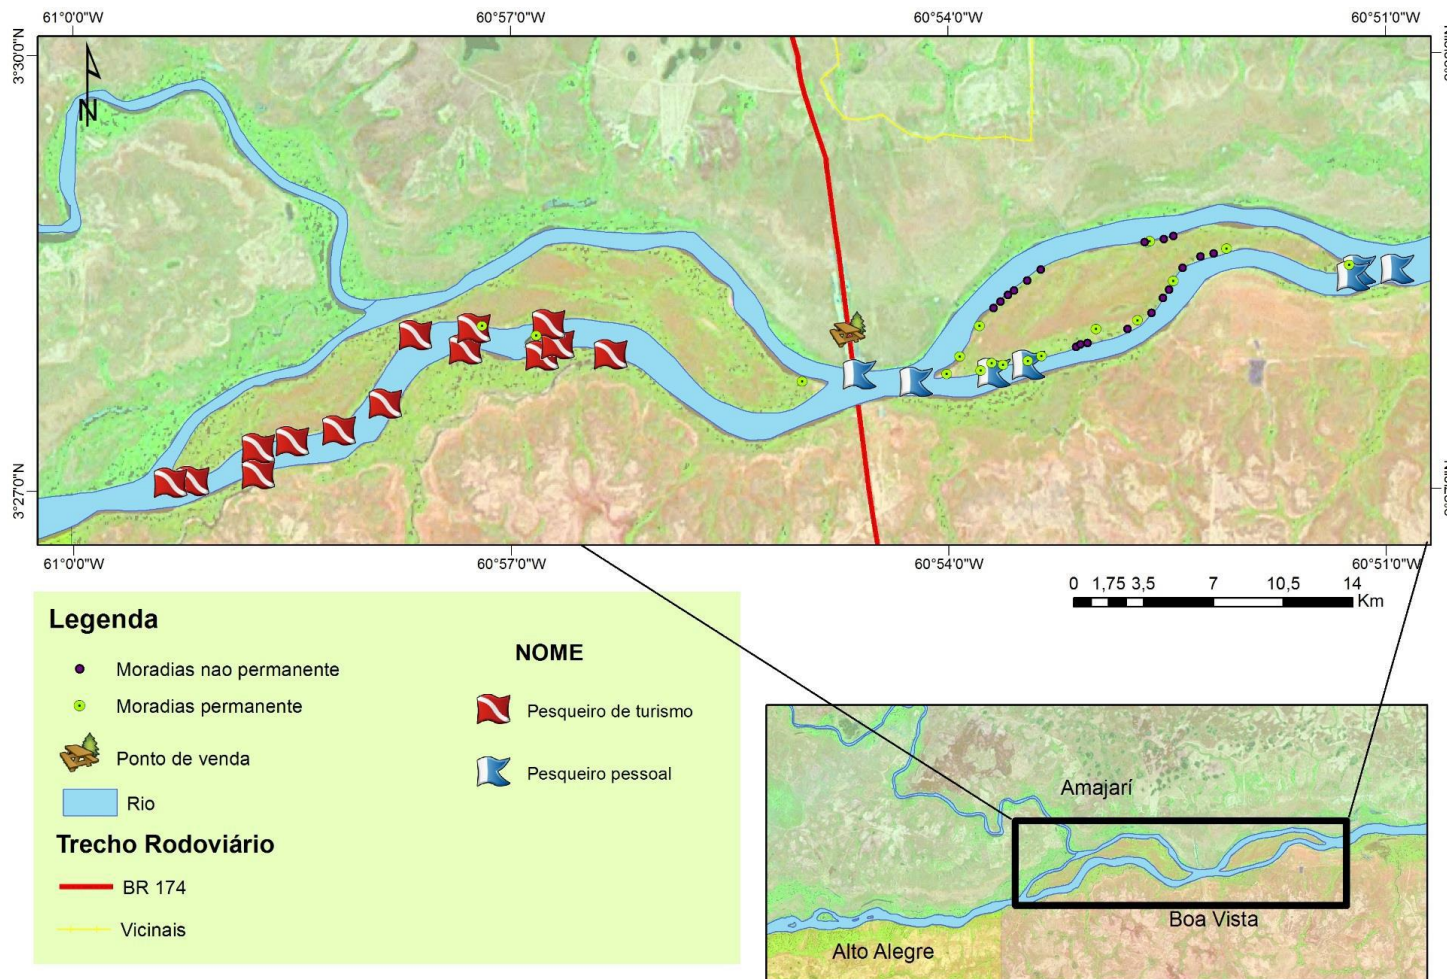 61°0'0"W 60°57'0"W 60°54'0"W 60°51'0"W
3°30'0"N
N
3°27'0"N
61°0'0"W 60°57'0"W 60°54'0"W 60°51'0"W
0 1,75 3,5 7 10,5 14
Km
Legenda
Moradias nao permanente
Moradias permanente
Ponto de venda
Rio
Trecho Rodoviário
BR 174
Vicinais
NOME
Pesqueiro de turismo
Pesqueiro pessoal
Amajarí
Boa Vista
Alto Alegre